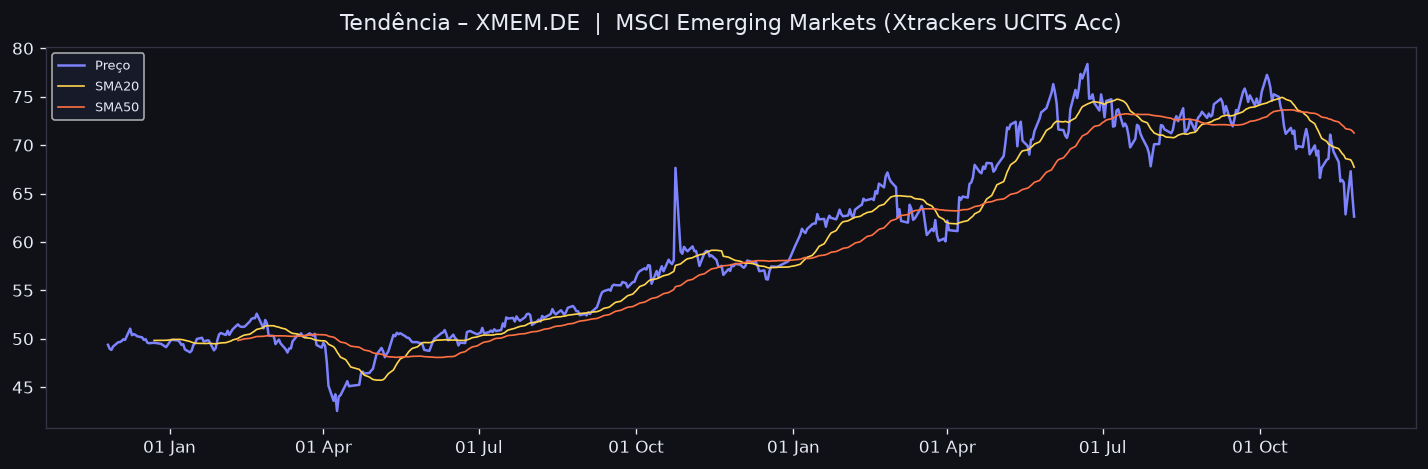 Tendência – XMEM.DE | MSCI Emerging Markets (Xtrackers UCITS Acc)
80
75
70
65
60
55
50
45
Preço
SMA20
SMA50
01 Jan
01 Apr
01 Jul
01 Oct
01 Jan
01 Apr
01 Jul
01 Oct